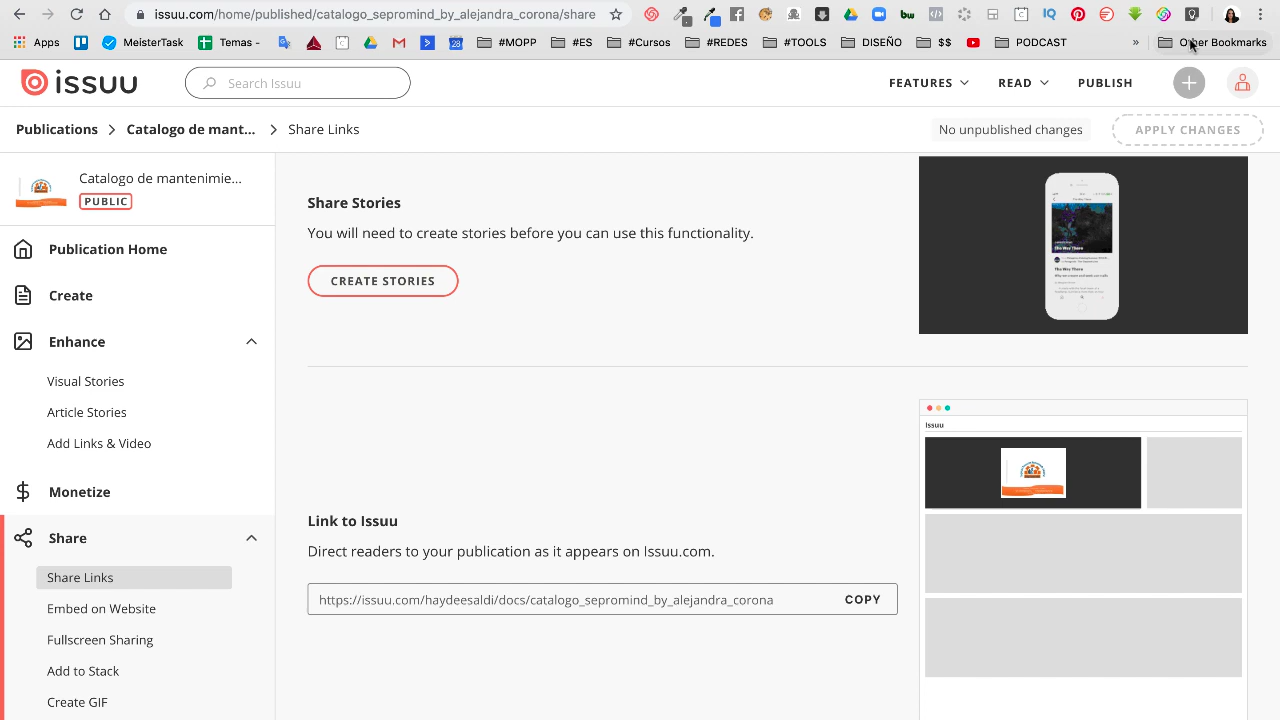 issuu.com/home/published/catalogo_sepromind_by_alejandra_corona/share
Apps MeisterTask Temas - #MOPP #ES #Cursos #REDES #TOOLS DISEÑO $$ PODCAST » Other Bookmarks
issuu Search Issuu FEATURES READ PUBLISH
Publications Catalogo de mant... Share Links No unpublished changes APPLY CHANGES
Catalogo de mantenimie...
PUBLIC
Publication Home
Create
Enhance
Visual Stories
Article Stories
Add Links & Video
Monetize
Share
Share Links
Embed on Website
Fullscreen Sharing
Add to Stack
Create GIF
Share Stories
You will need to create stories before you can use this functionality.
CREATE STORIES
The Way There
The Way There
Link to Issuu
Direct readers to your publication as it appears on Issuu.com.
https://issuu.com/haydeesaldi/docs/catalogo_sepromind_by_alejandra_corona COPY
Issuu